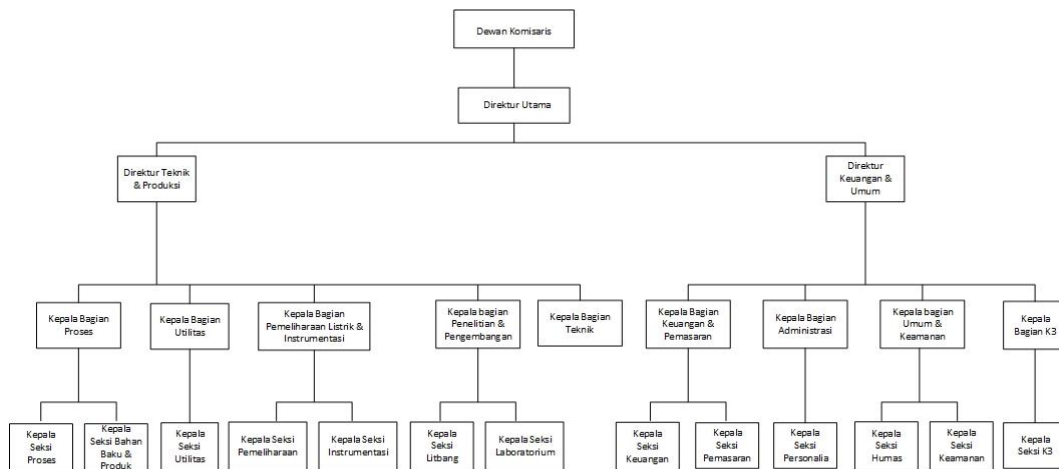 Dewan Komisaris
Direktur Utama
Direktur Teknik
& Produksi
Direktur
Keuangan &
Umum
Kepala Bagian
Proses
Kepala Bagian
Utilitas
Kepala Bagian
Pemeliharaan Listrik &
Instrumentasi
Kepala bagian
Penelitian &
Pengembangan
Kepala Bagian
Teknik
Kepala Bagian
Keuangan &
Pemasaran
Kepala Bagian
Administrasi
Kepala bagian
Umum &
Keamanan
Kepala
Bagian K3
Kepala
Seksi
Proses
Kepala
Seksi Bahan
Baku &
Produk
Kepala
Seksi
Utilitas
Kepala Seksi
Pemeliharaan
Kepala Seksi
Instrumentasi
Kepala
Seksi
Litbang
Kepala Seksi
Laboratorium
Kepala
Seksi
Keuangan
Kepala
Seksi
Pemasaran
Kepala
Seksi
Personalia
Kepala
Seksi
Humas
Kepala
Seksi
Keamanan
Kepala
Seksi K3